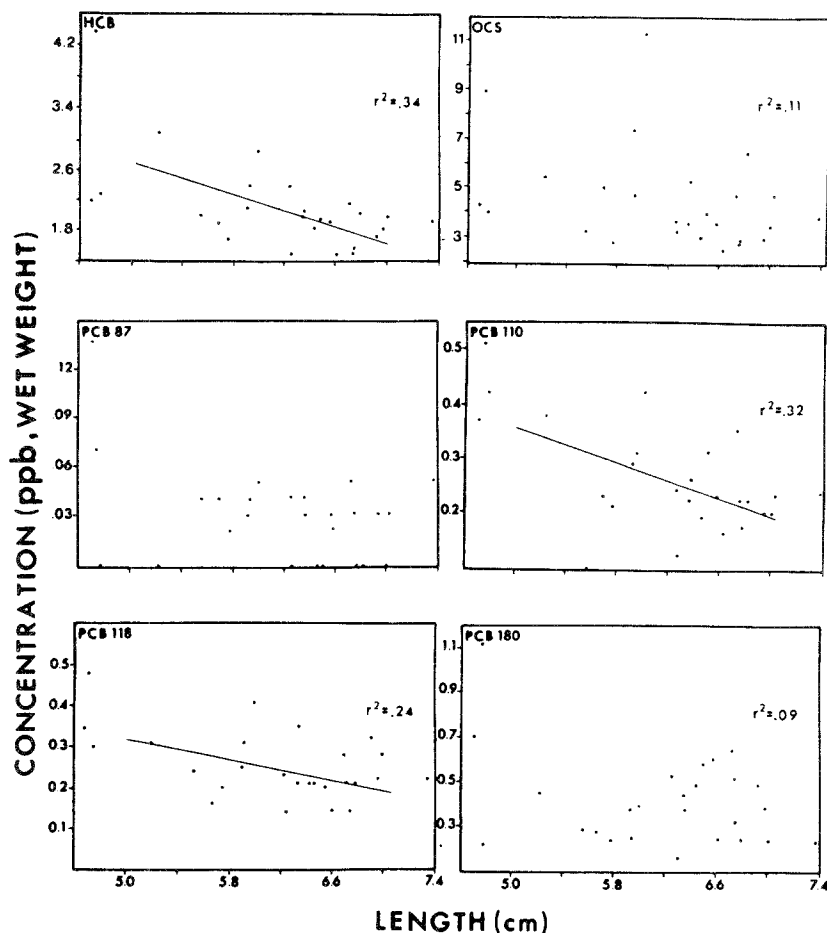 CONCENTRATION (ppb, WET WEIGHT)
HCB
4.2
3.4
2.6
1.8
r²=.34
OCS
11
9
7
5
3
r²=.11
PCB 87
.12
.09
.06
.03
PCB 110
0.4
0.3
0.2
r²=.32
PCB 118
0.5
0.4
0.3
0.2
0.1
r²=.24
5.0 5.8 6.6 7.4
PCB 180
1.1
0.9
0.7
0.5
0.3
r²=.09
5.0 5.8 6.6 7.4
LENGTH (cm)